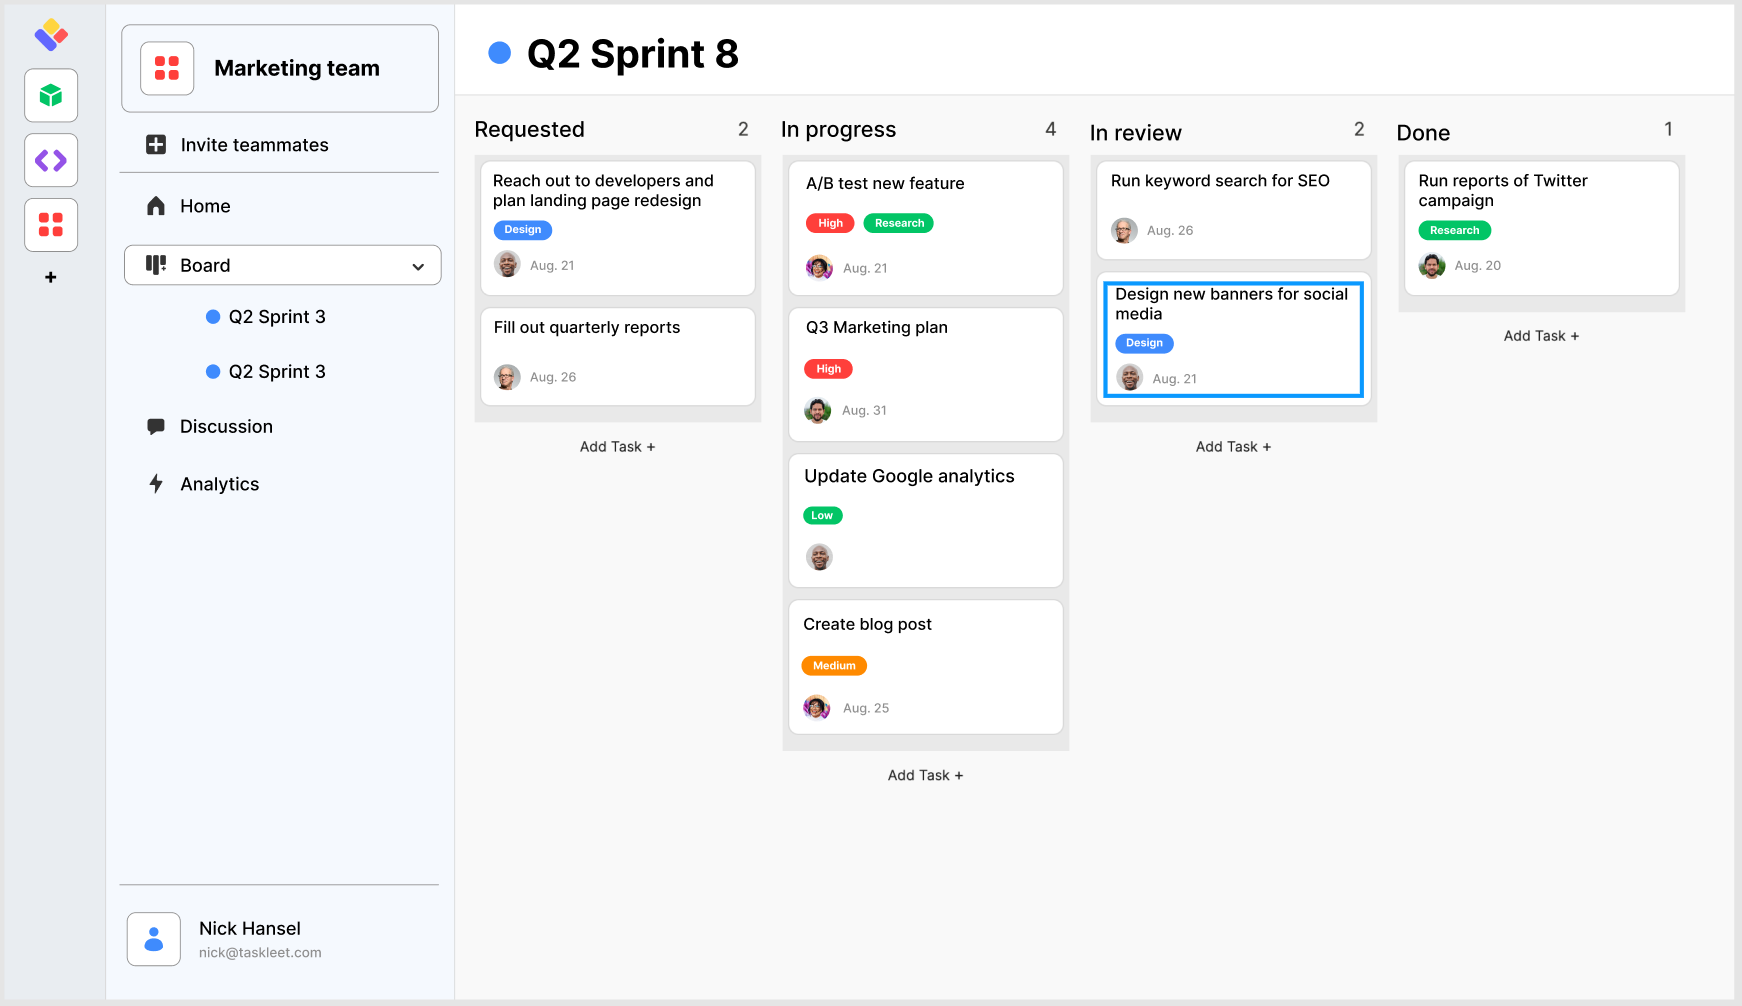 Marketing team
Invite teammates
Home
Board
Q2 Sprint 3
Q2 Sprint 3
Discussion
Analytics
Nick Hansel
nick@taskleet.com
Q2 Sprint 8
Requested 2
Reach out to developers and
plan landing page redesign
Design
Aug. 21
Fill out quarterly reports
Aug. 26
Add Task +
In progress 4
A/B test new feature
High Research
Aug. 21
Q3 Marketing plan
High
Aug. 31
Update Google analytics
Low
Create blog post
Medium
Aug. 25
Add Task +
In review 2
Run keyword search for SEO
Aug. 26
Design new banners for social
media
Design
Aug. 21
Add Task +
Done 1
Run reports of Twitter
campaign
Research
Aug. 20
Add Task +